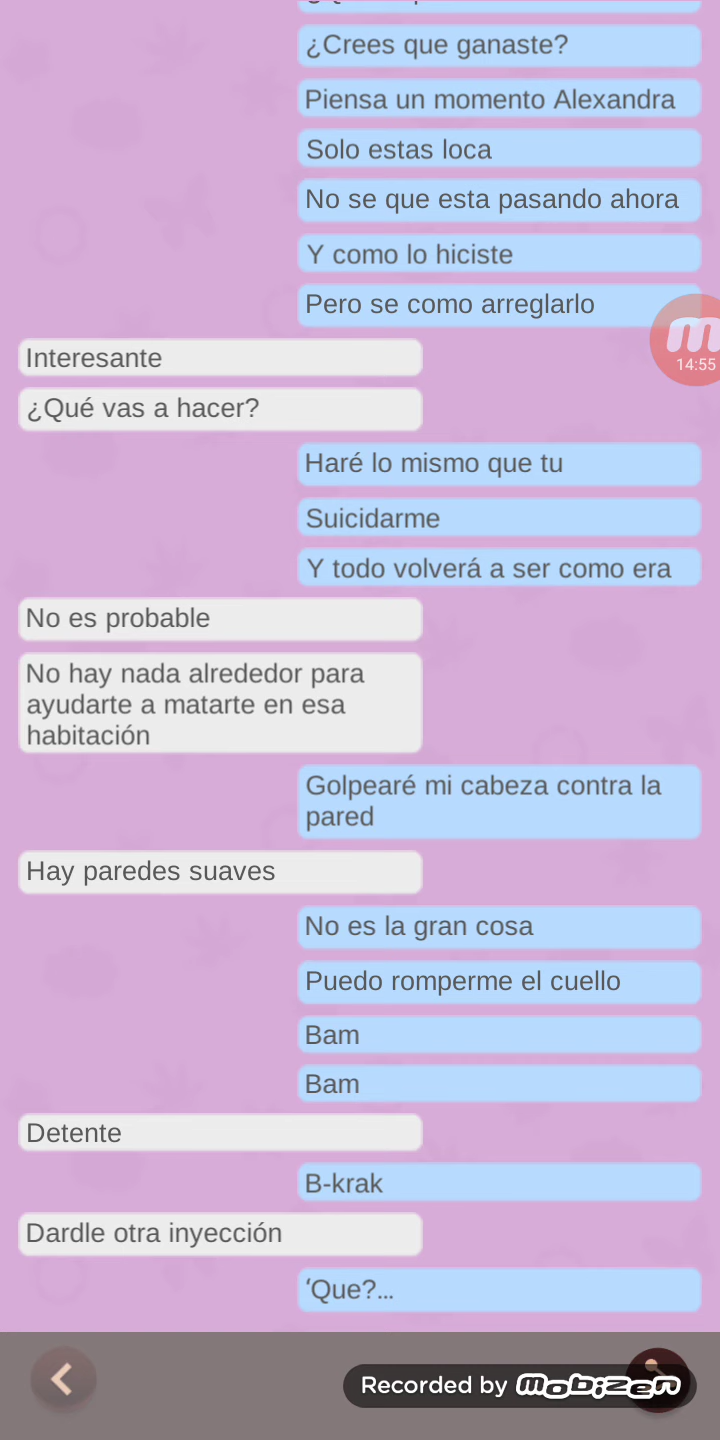 ¿Crees que ganaste?
Piensa un momento Alexandra
Solo estas loca
No se que esta pasando ahora
Y como lo hiciste
Pero se como arreglarlo
14:55
Interesante
¿Qué vas a hacer?
Haré lo mismo que tu
Suicidarme
Y todo volverá a ser como era
No es probable
No hay nada alrededor para
ayudarte a matarte en esa
habitación
Golpearé mi cabeza contra la
pared
Hay paredes suaves
No es la gran cosa
Puedo romperme el cuello
Bam
Bam
Detente
B-krak
Dardle otra inyección
‘Que?...
Recorded by mobizen